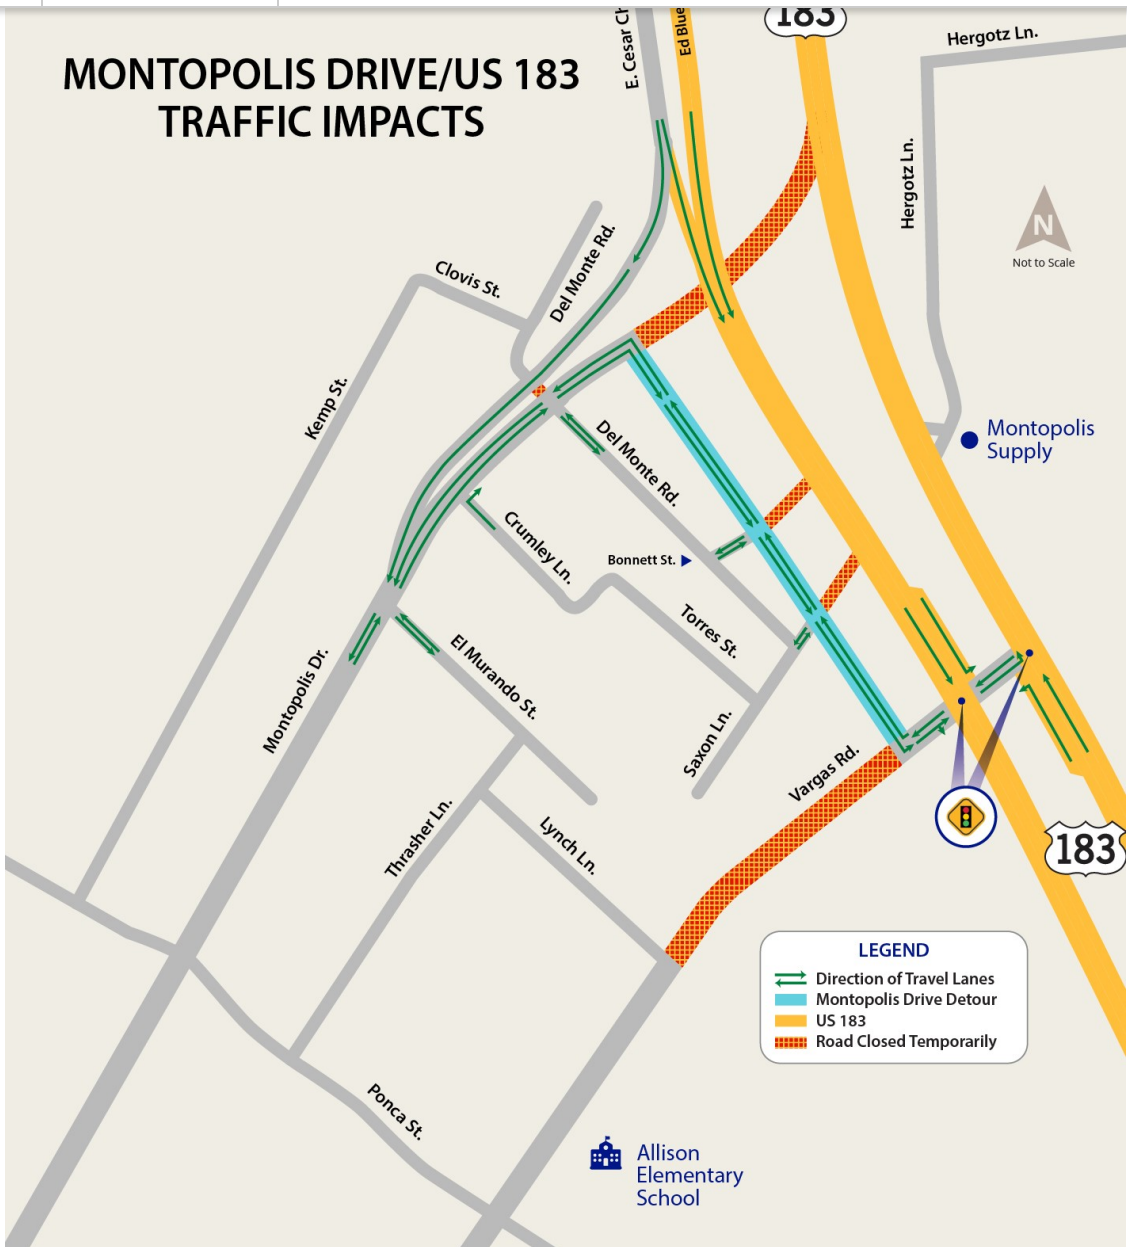 MONTOPOLIS DRIVE/US 183
TRAFFIC IMPACTS
E. Cesar
Ed Blue
183
Hergotz Ln.
Hergotz Ln.
N
Not to Scale
Del Monte Rd.
Clovis St.
Kemp St.
Montopolis
Supply
Del Monte Rd.
Crumley Ln.
Bonnett St.
Torres St.
El Murando St.
Montopolis Dr.
Saxon Ln.
Vargas Rd.
Thrasher Ln.
Lynch Ln.
183
LEGEND
Direction of Travel Lanes
Montopolis Drive Detour
US 183
Road Closed Temporarily
Ponca St.
Allison
Elementary
School